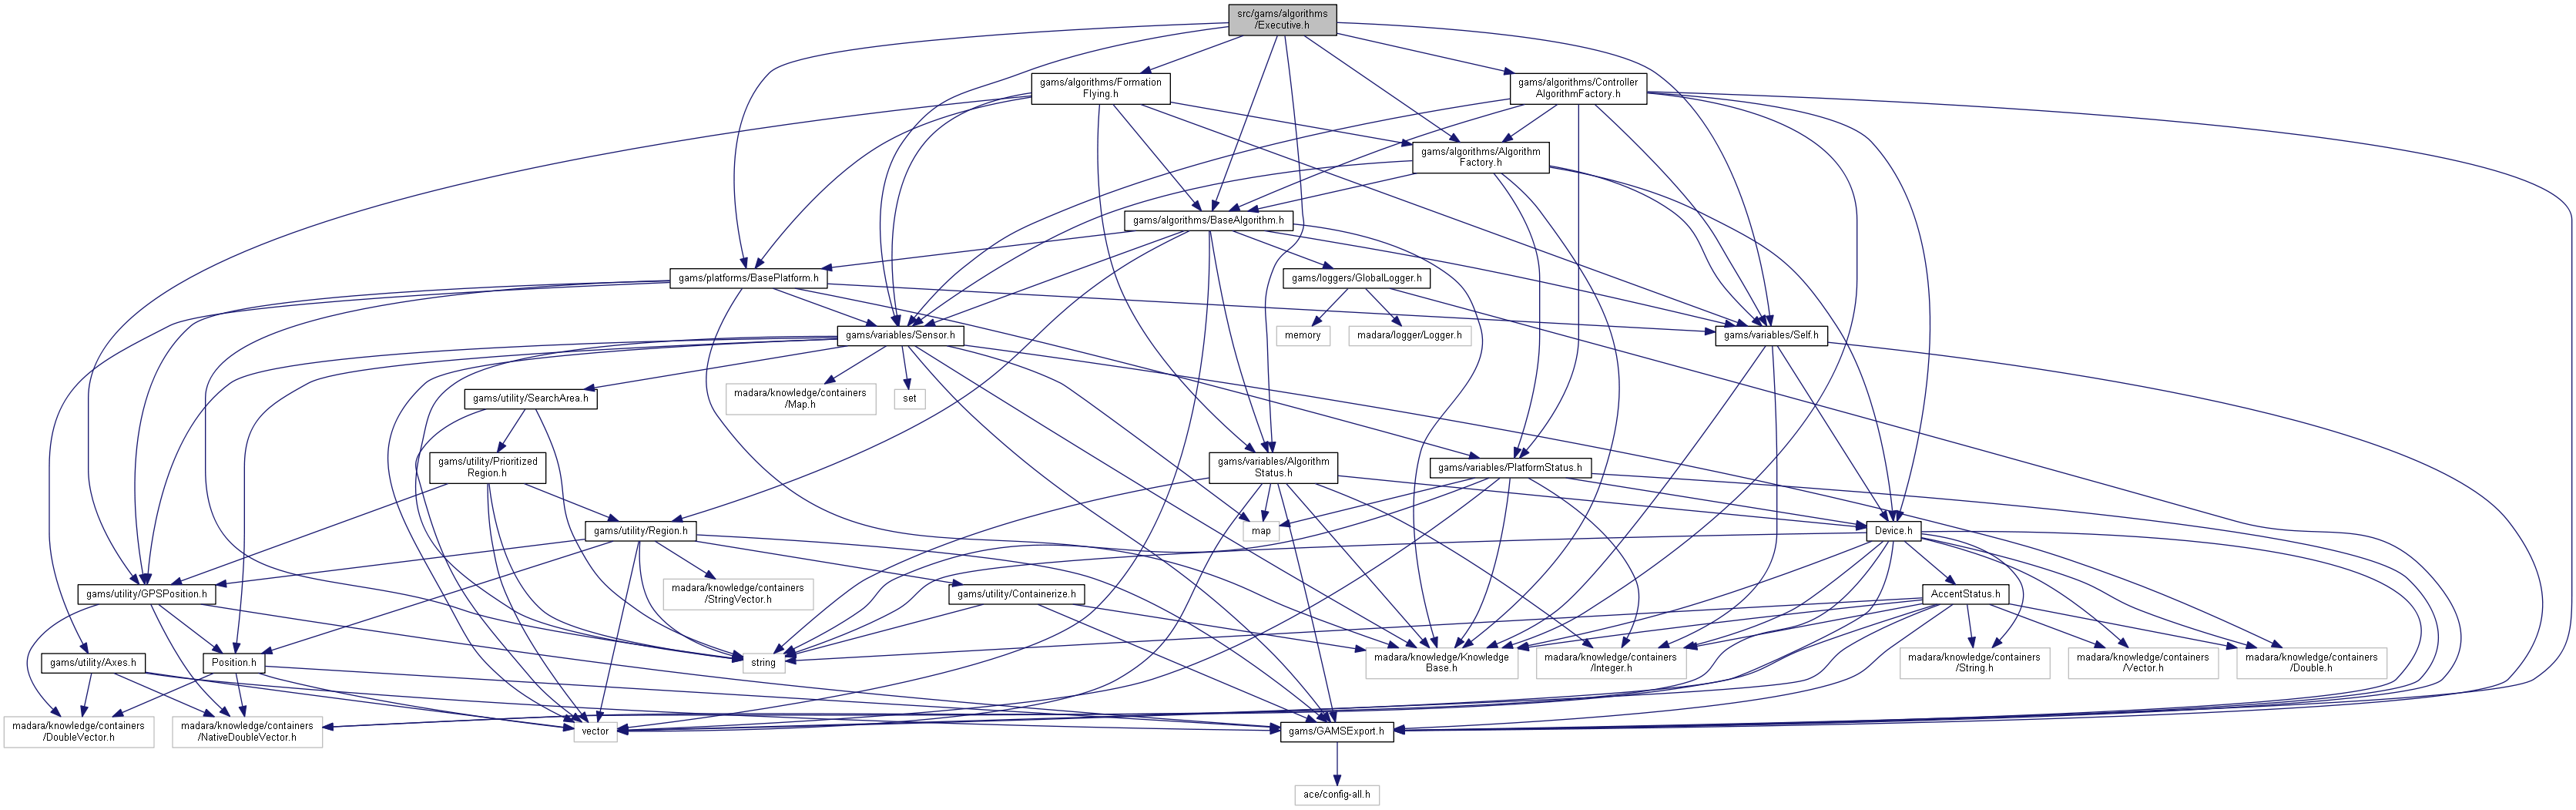 src/gams/algorithms
/Executive.h
gams/algorithms/Formation
Flying.h
gams/algorithms/Controller
AlgorithmFactory.h
gams/algorithms/Algorithm
Factory.h
gams/algorithms/BaseAlgorithm.h
gams/platforms/BasePlatform.h
gams/loggers/GlobalLogger.h
gams/variables/Sensor.h
memory
madara/logger/Logger.h
gams/variables/Self.h
gams/utility/SearchArea.h
madara/knowledge/containers
/Map.h
set
gams/utility/Prioritized
Region.h
gams/variables/Algorithm
Status.h
gams/variables/PlatformStatus.h
gams/utility/Region.h
map
Device.h
gams/utility/GPSPosition.h
madara/knowledge/containers
/StringVector.h
gams/utility/Containerize.h
AccentStatus.h
gams/utility/Axes.h
Position.h
string
madara/knowledge/Knowledge
Base.h
madara/knowledge/containers
/Integer.h
madara/knowledge/containers
/String.h
madara/knowledge/containers
/Vector.h
madara/knowledge/containers
/Double.h
madara/knowledge/containers
/DoubleVector.h
madara/knowledge/containers
/NativeDoubleVector.h
vector
gams/GAMSExport.h
ace/config-all.h